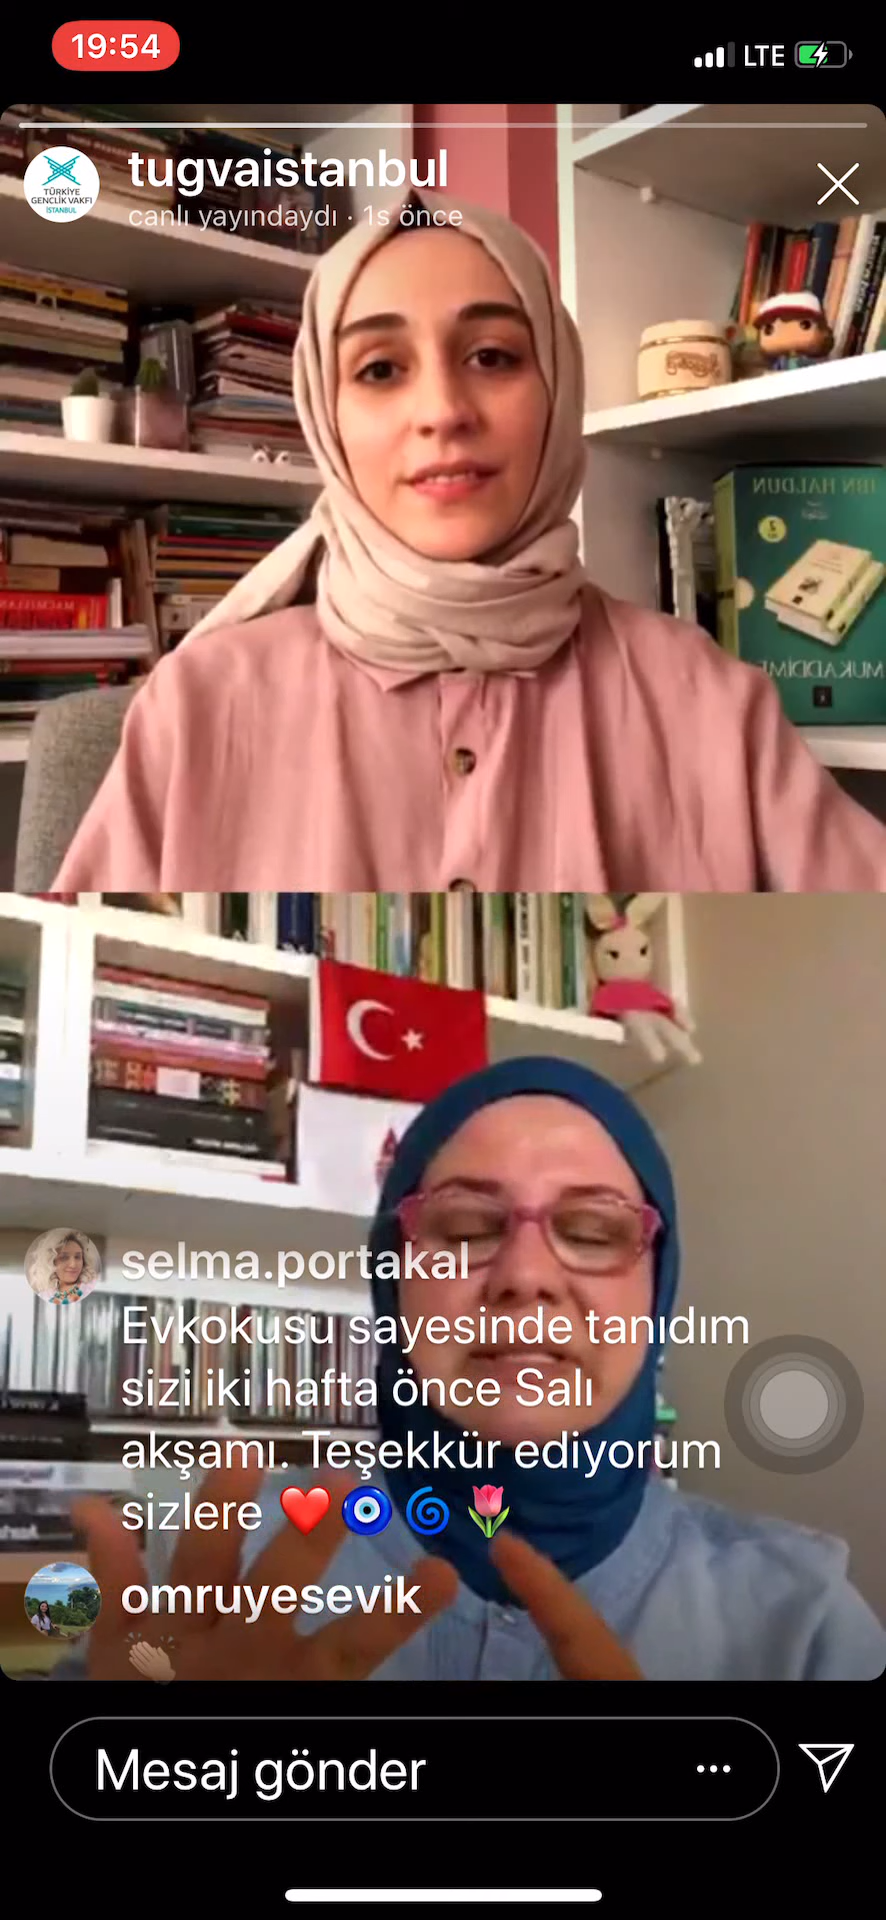 19:54
LTE
TÜRKİYE
GENÇLİK VAKFI
İSTANBUL
tugvaistanbul
canlı yayındaydı · 1s önce
IBN HALDUN
MUKADDİME
MACMILLAN
selma.portakal
Evkokusu sayesinde tanıdım
sizi iki hafta önce Salı
akşamı. Teşekkür ediyorum
sizlere ❤️🧿🌀🌷
omruyesevik
👏🏻
Mesaj gönder